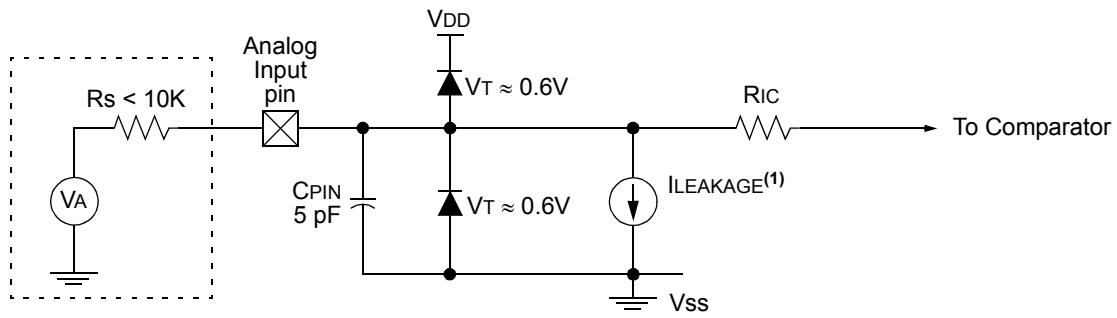 VDD
Analog
Input
pin
Rs < 10K
VT ≈ 0.6V
RIC
To Comparator
VA
CPIN
5 pF
VT ≈ 0.6V
ILEAKAGE(1)
Vss